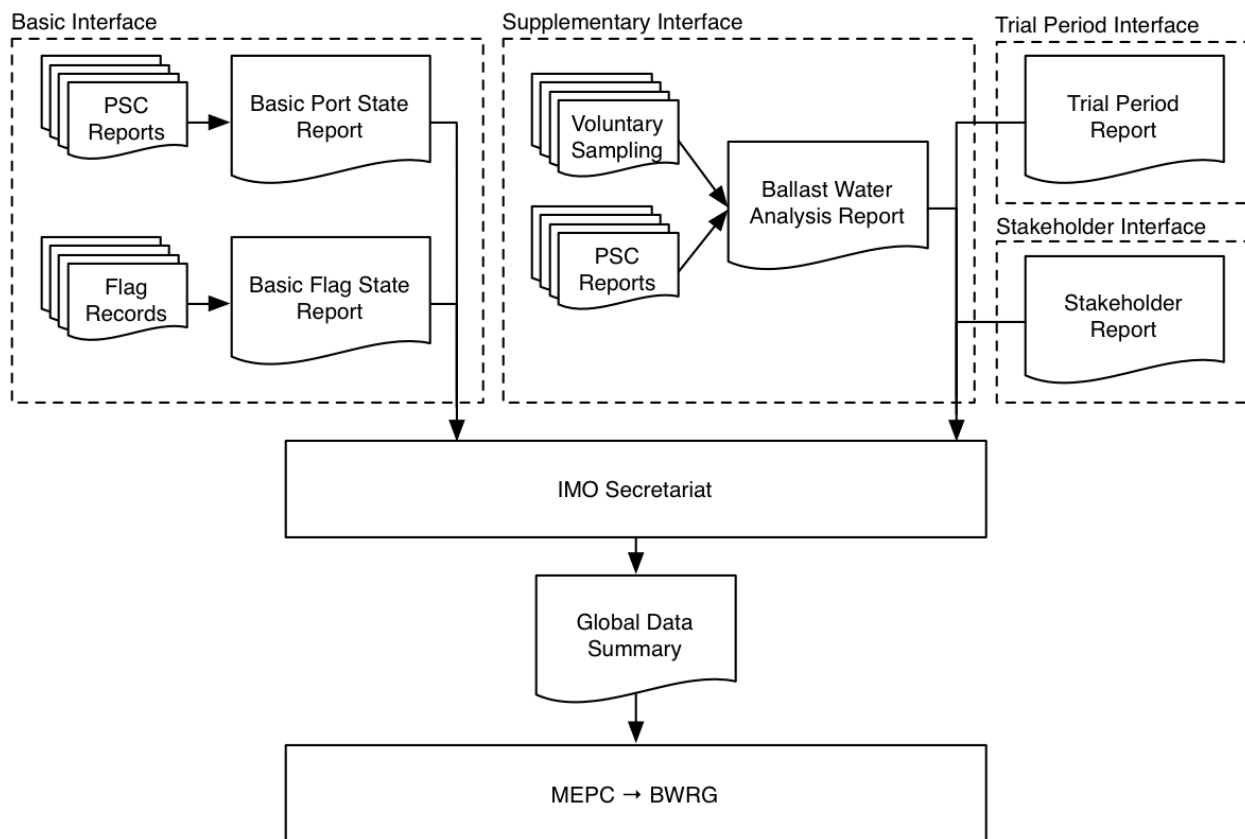 Basic Interface
PSC
Reports
Basic Port State
Report
Flag
Records
Basic Flag State
Report
Supplementary Interface
Voluntary
Sampling
PSC
Reports
Ballast Water
Analysis Report
Trial Period Interface
Trial Period
Report
Stakeholder Interface
Stakeholder
Report
IMO Secretariat
Global Data
Summary
MEPC → BWRG